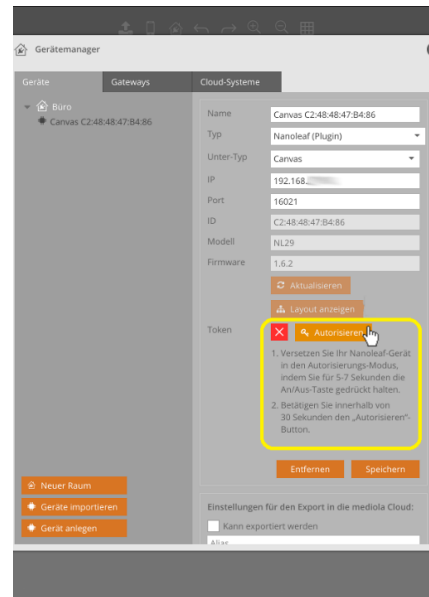 Gerätemanager
Geräte
Gateways
Cloud-Systeme
Büro
Canvas C2:48:48:47:B4:86
Name
Canvas C2:48:48:47:B4:86
Typ
Nanoleaf (Plugin)
Unter-Typ
Canvas
IP
192.168.
Port
16021
ID
C2:48:48:47:B4:86
Modell
NL29
Firmware
1.6.2
Aktualisieren
Layout anzeigen
Token
Autorisieren
1. Versetzen Sie Ihr Nanoleaf-Gerät
in den Autorisierungs-Modus,
indem Sie für 5-7 Sekunden die
An/Aus-Taste gedrückt halten.
2. Betätigen Sie innerhalb von
30 Sekunden den „Autorisieren"-
Button.
Entfernen
Speichern
Neuer Raum
Geräte importieren
Gerät anlegen
Einstellungen für den Export in die mediola Cloud:
Kann exportiert werden
Alias